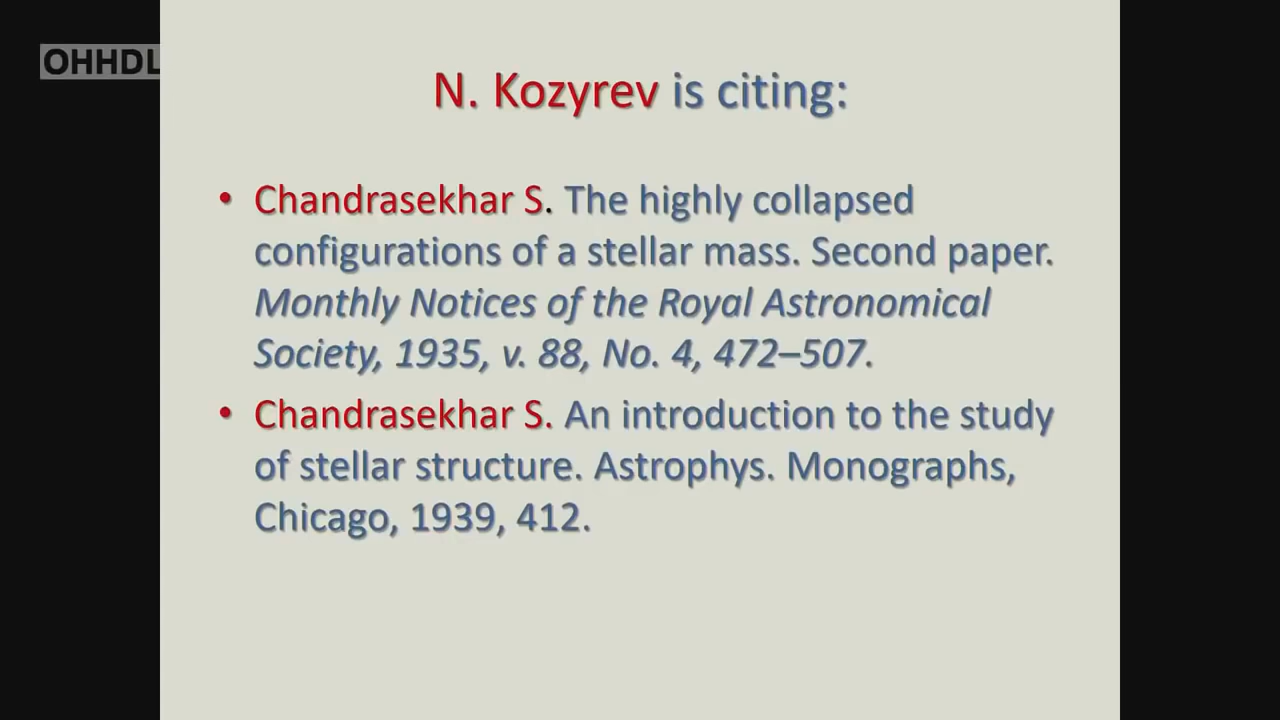 OHHDL
N. Kozyrev is citing:
• Chandrasekhar S. The highly collapsed
configurations of a stellar mass. Second paper.
Monthly Notices of the Royal Astronomical
Society, 1935, v. 88, No. 4, 472–507.
• Chandrasekhar S. An introduction to the study
of stellar structure. Astrophys. Monographs,
Chicago, 1939, 412.